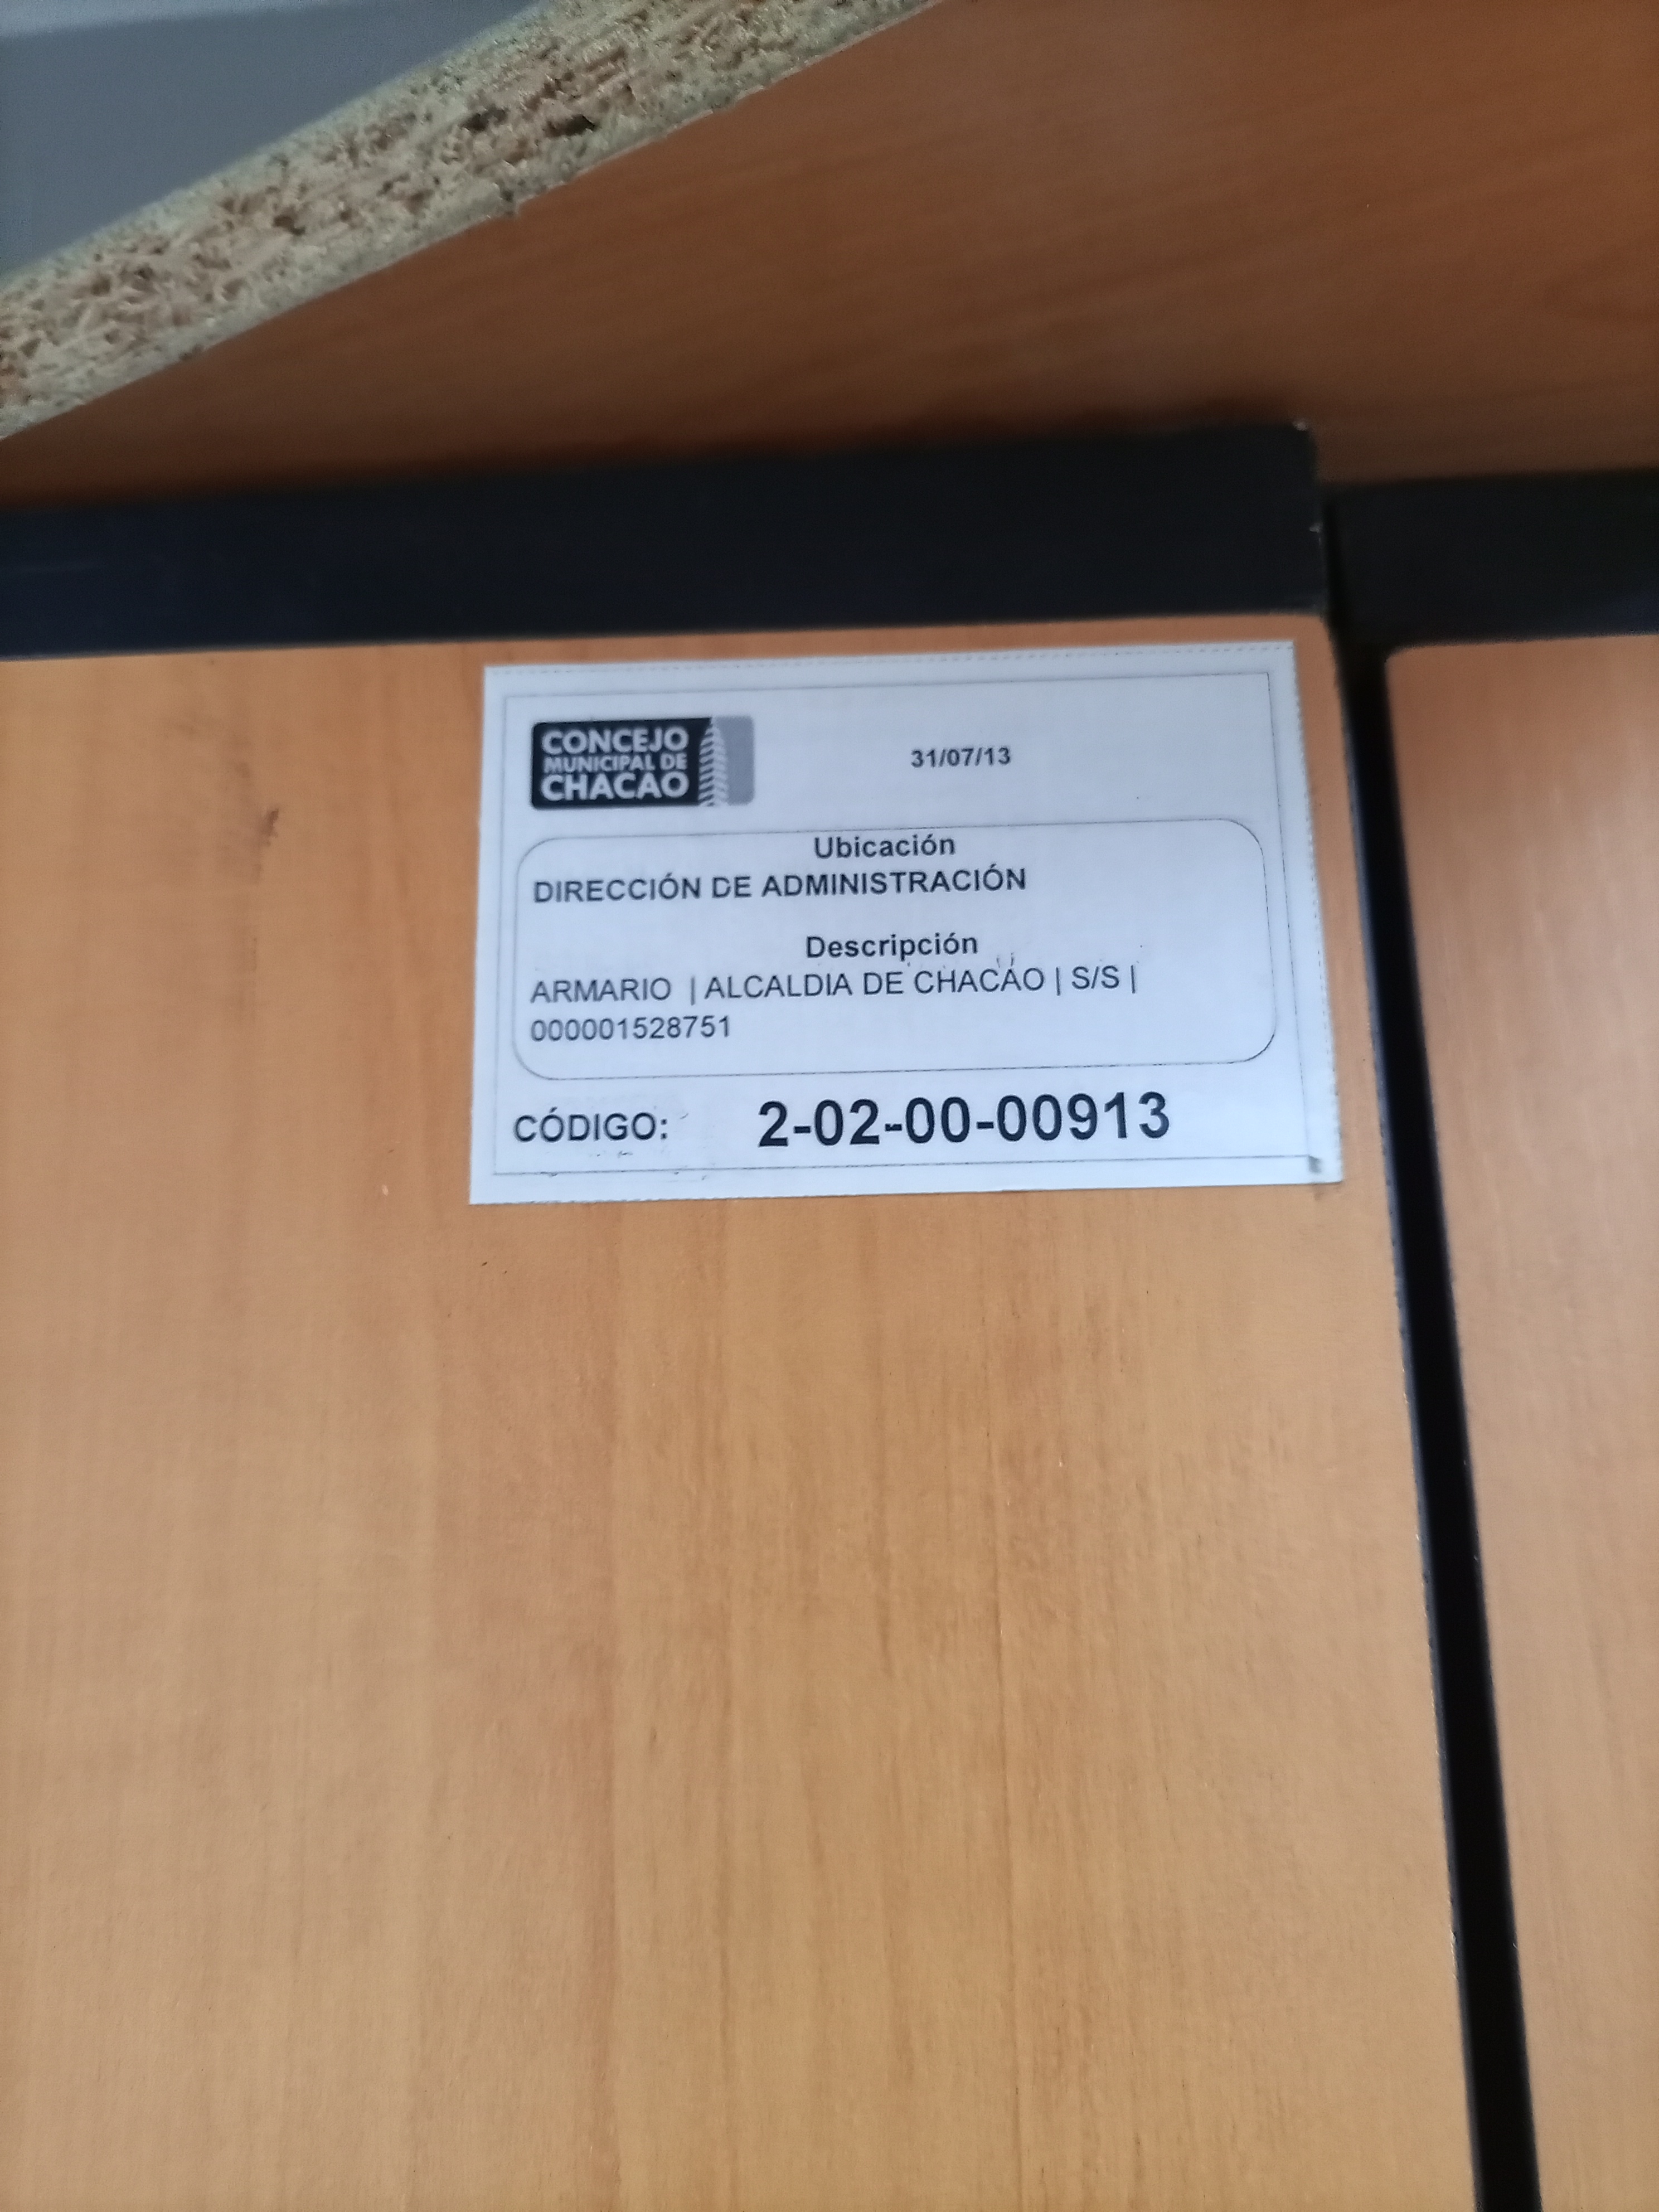 CONCEJO
MUNICIPAL DE
CHACAO
31/07/13
Ubicación
DIRECCIÓN DE ADMINISTRACIÓN
Descripción
ARMARIO | ALCALDIA DE CHACAO | S/S |
000001528751
CÓDIGO: 2-02-00-00913